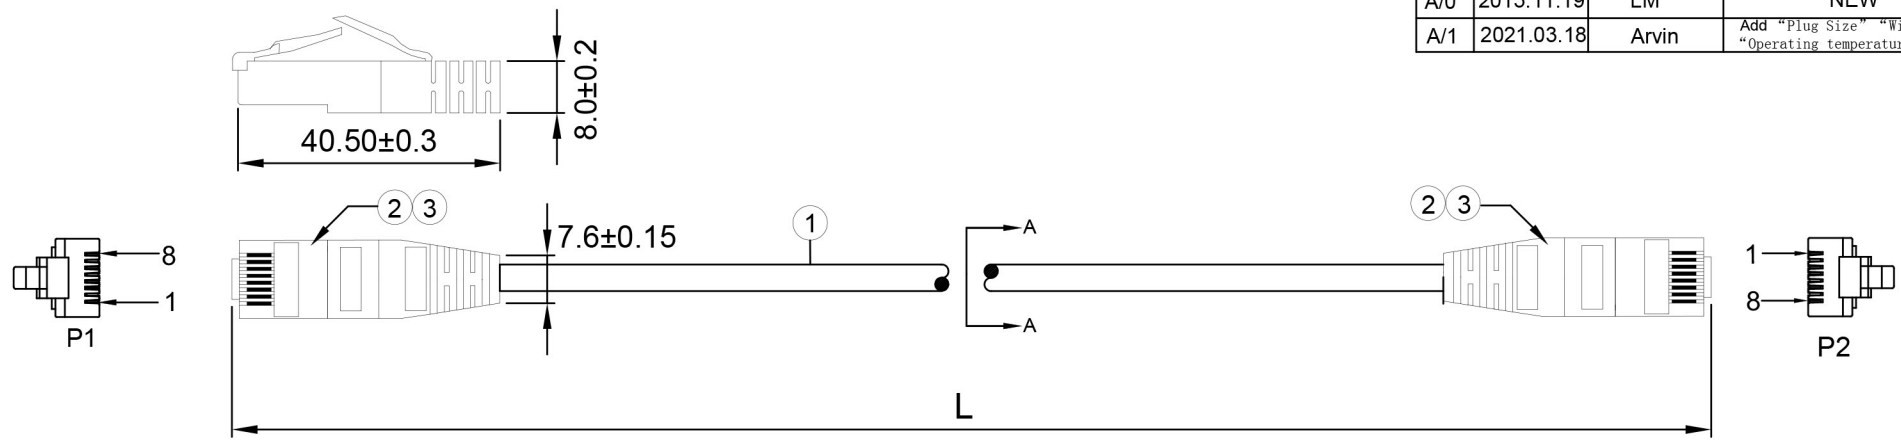 A/0 2015.11.19 LM NEW
A/1 2021.03.18 Arvin Add “Plug Size”
“Operating
8.0±0.2
40.50±0.3
2 3
7.6±0.15
1
A
2 3
8
1
P1
A
1
8
P2
L